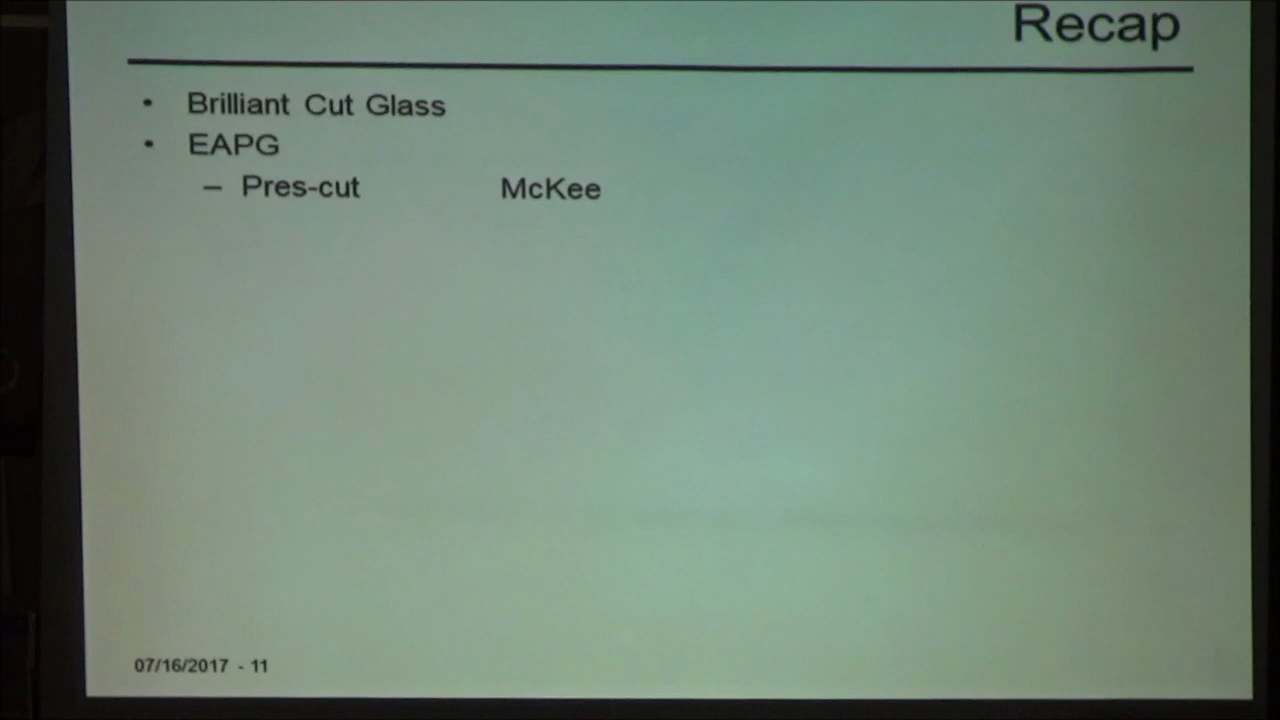 Recap
• Brilliant Cut Glass
• EAPG
– Pres-cut McKee
07/16/2017 - 11